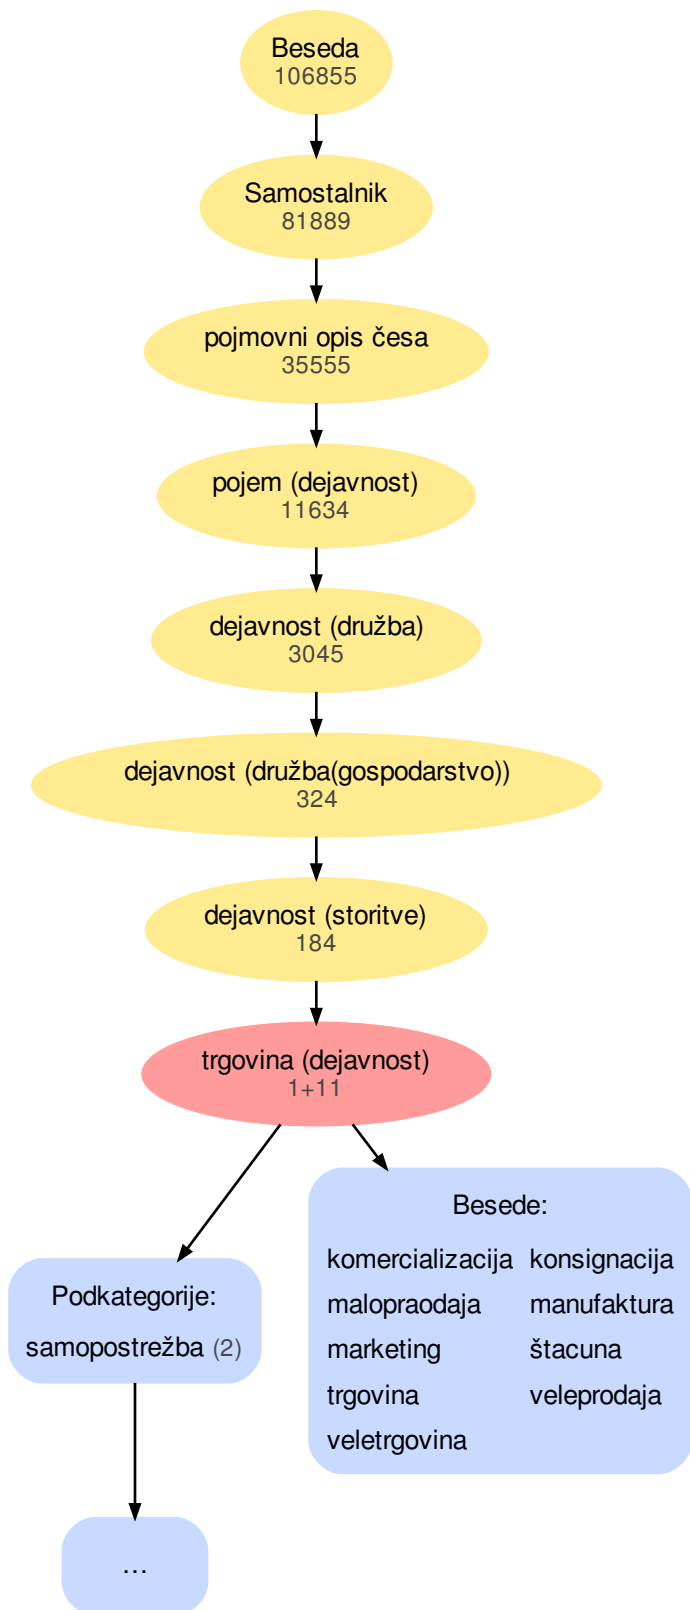 Beseda
106855
Samostalnik
81889
pojmovni opis česa
35555
pojem (dejavnost)
11634
dejavnost (družba)
3045
dejavnost (družba(gospodarstvo))
324
dejavnost (storitve)
184
trgovina (dejavnost)
1+11
Podkategorije:
samopostrežba (2)
...
Besede:
komercializacija konsignacija
malopraodaja manufaktura
marketing štacuna
trgovina veleprodaja
veletrgovina